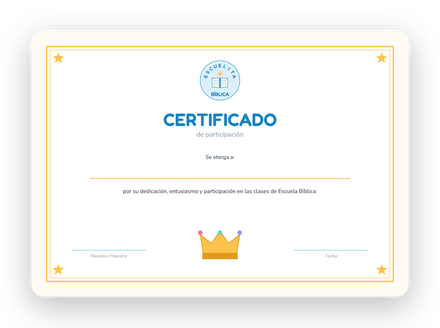 ESCUELITA
BÍBLICA
CERTIFICADO
de participación
Se otorga a:
por su dedicación, entusiasmo y participación en las clases de Escuela Bíblica.
Maestro / Maestra
Fecha